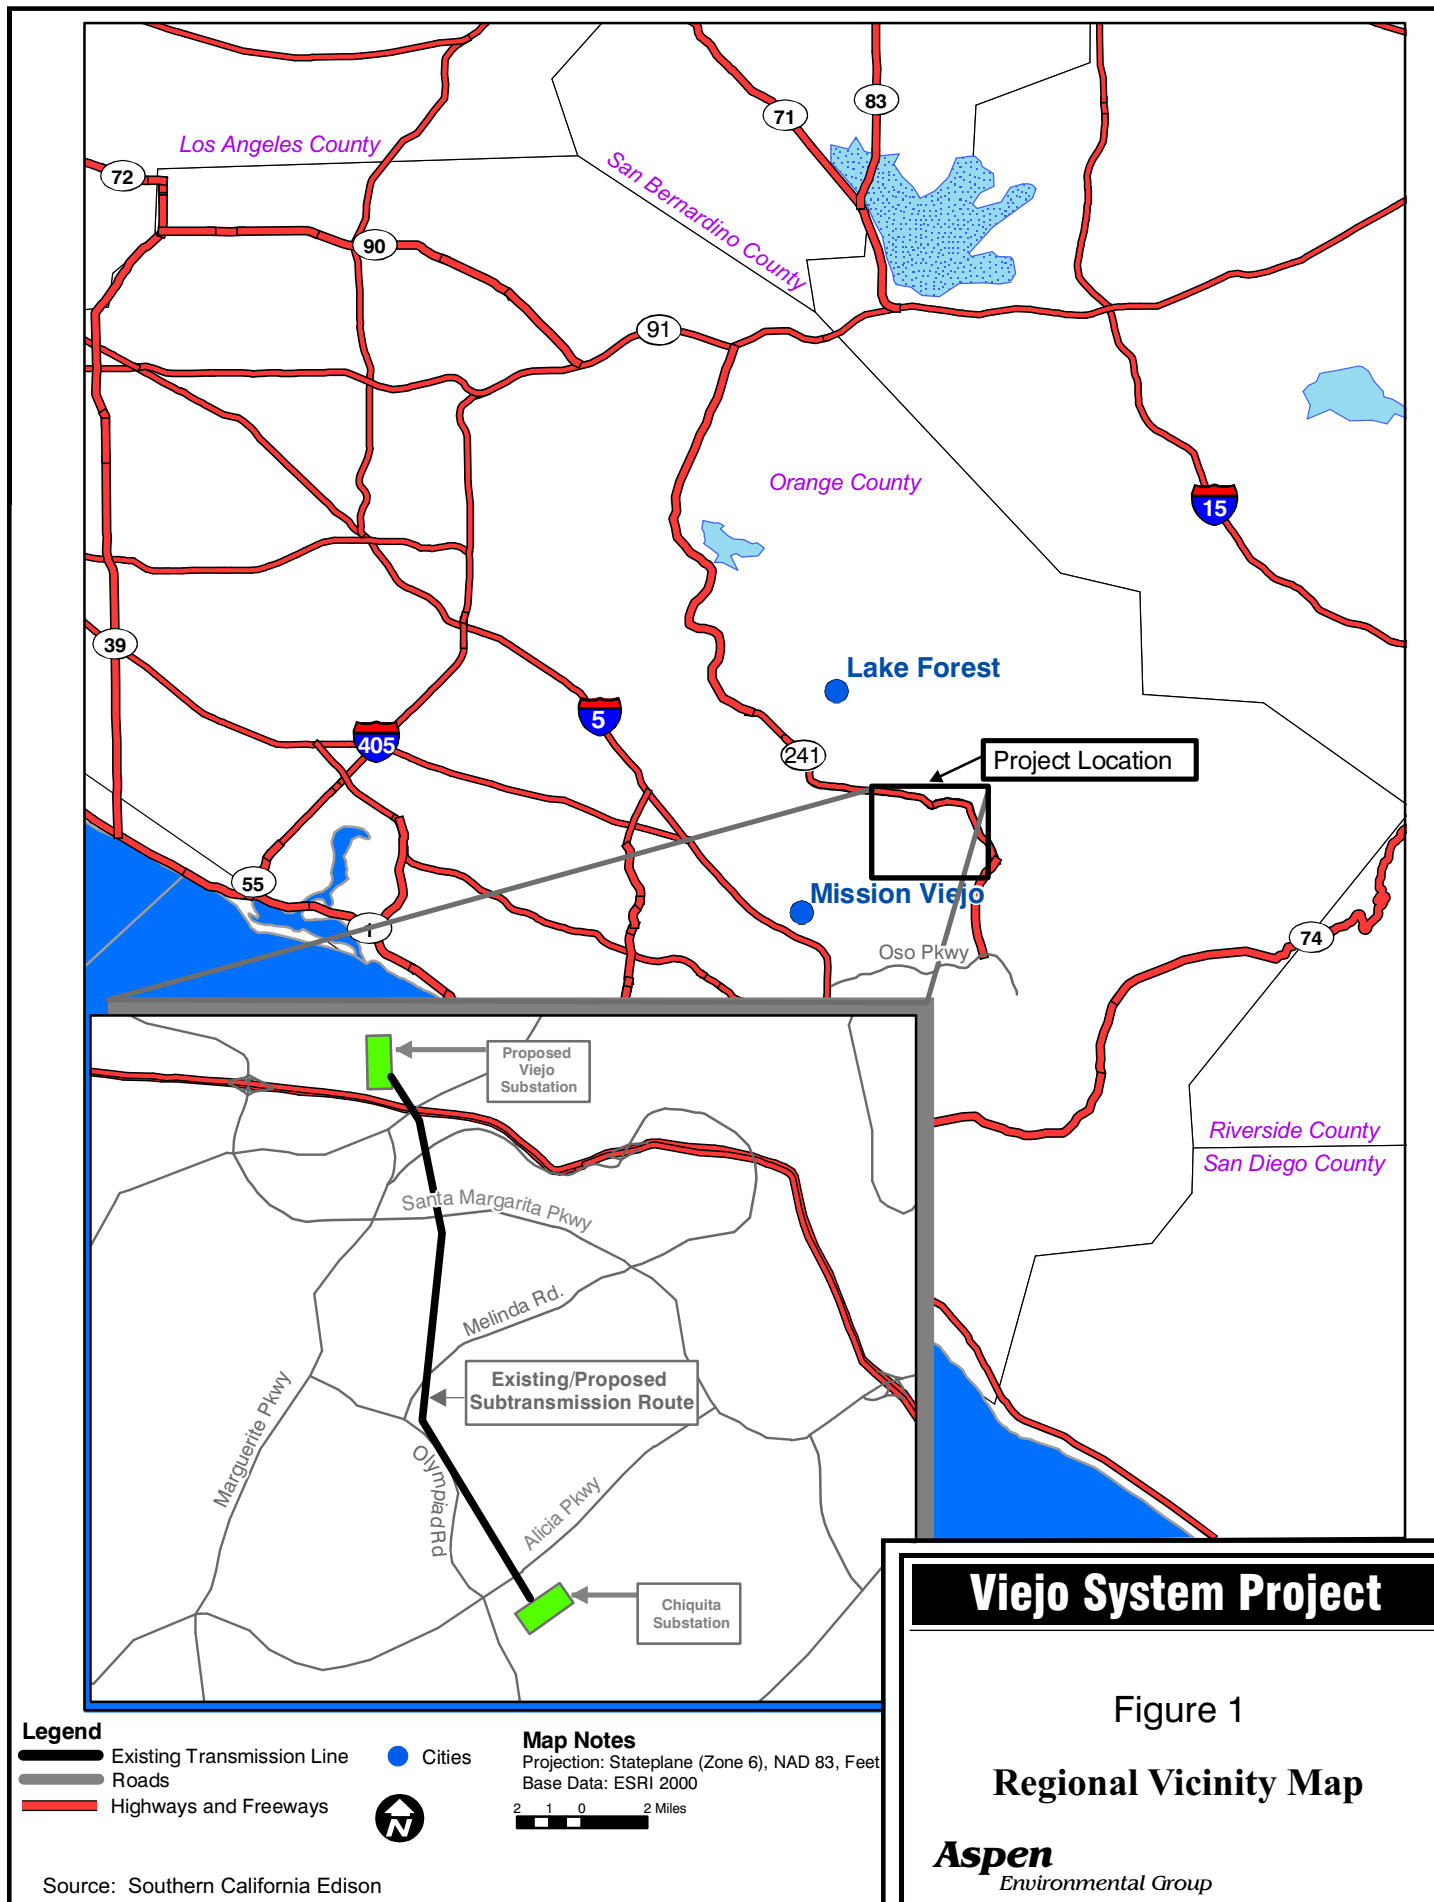 Los Angeles County
72
71
83
San Bernardino County
90
91
Orange County
15
39
Lake Forest
5
405
241
Project Location
55
Mission Viejo
1
Oso Pkwy
74
Proposed
Viejo
Substation
Riverside County
San Diego County
Santa Margarita Pkwy
Melinda Rd.
Existing/Proposed
Subtransmission Route
Marguerite Pkwy
Olympiad Rd
Alicia Pkwy
Chiquita
Substation
Viejo System Project
Figure 1
Regional Vicinity Map
Aspen
Environmental Group
Legend
Existing Transmission Line
Roads
Highways and Freeways
Cities
N
Map Notes
Projection: Stateplane (Zone 6), NAD 83, Feet
Base Data: ESRI 2000
2 1 0 2 Miles
Source: Southern California Edison